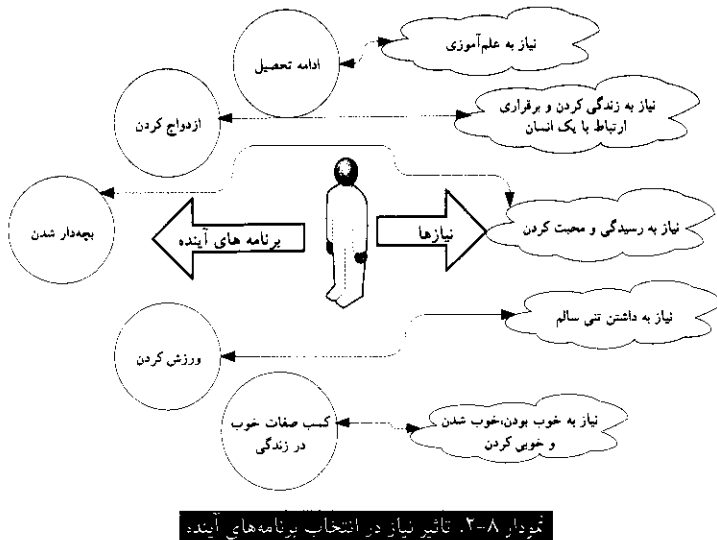 نیاز به علم‌آموزی
ادامه تحصیل
نیاز به زندگی کردن و برقراری
ارتباط با یک انسان
ازدواج کردن
نیاز به رسیدگی و محبت کردن
بچه‌دار شدن
نیازها
برنامه های آینده
نیاز به داشتن تنی سالم
ورزش کردن
نیاز به خوب بودن،خوب شدن
و خوبی کردن
کسب صفات خوب
در زندگی
نمودار ۸-۲. تاثیر نیاز در انتخاب برنامه‌های آینده